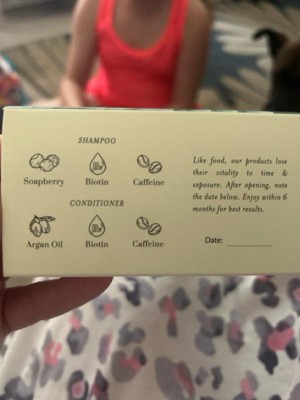 SHAMPOO
Soapberry Biotin Caffeine
CONDITIONER
Argan Oil Biotin Caffeine
Like food, our products lose
their vitality to time &
exposure. After opening, note
the date below. Enjoy within 6
months for best results.
Date: ___________